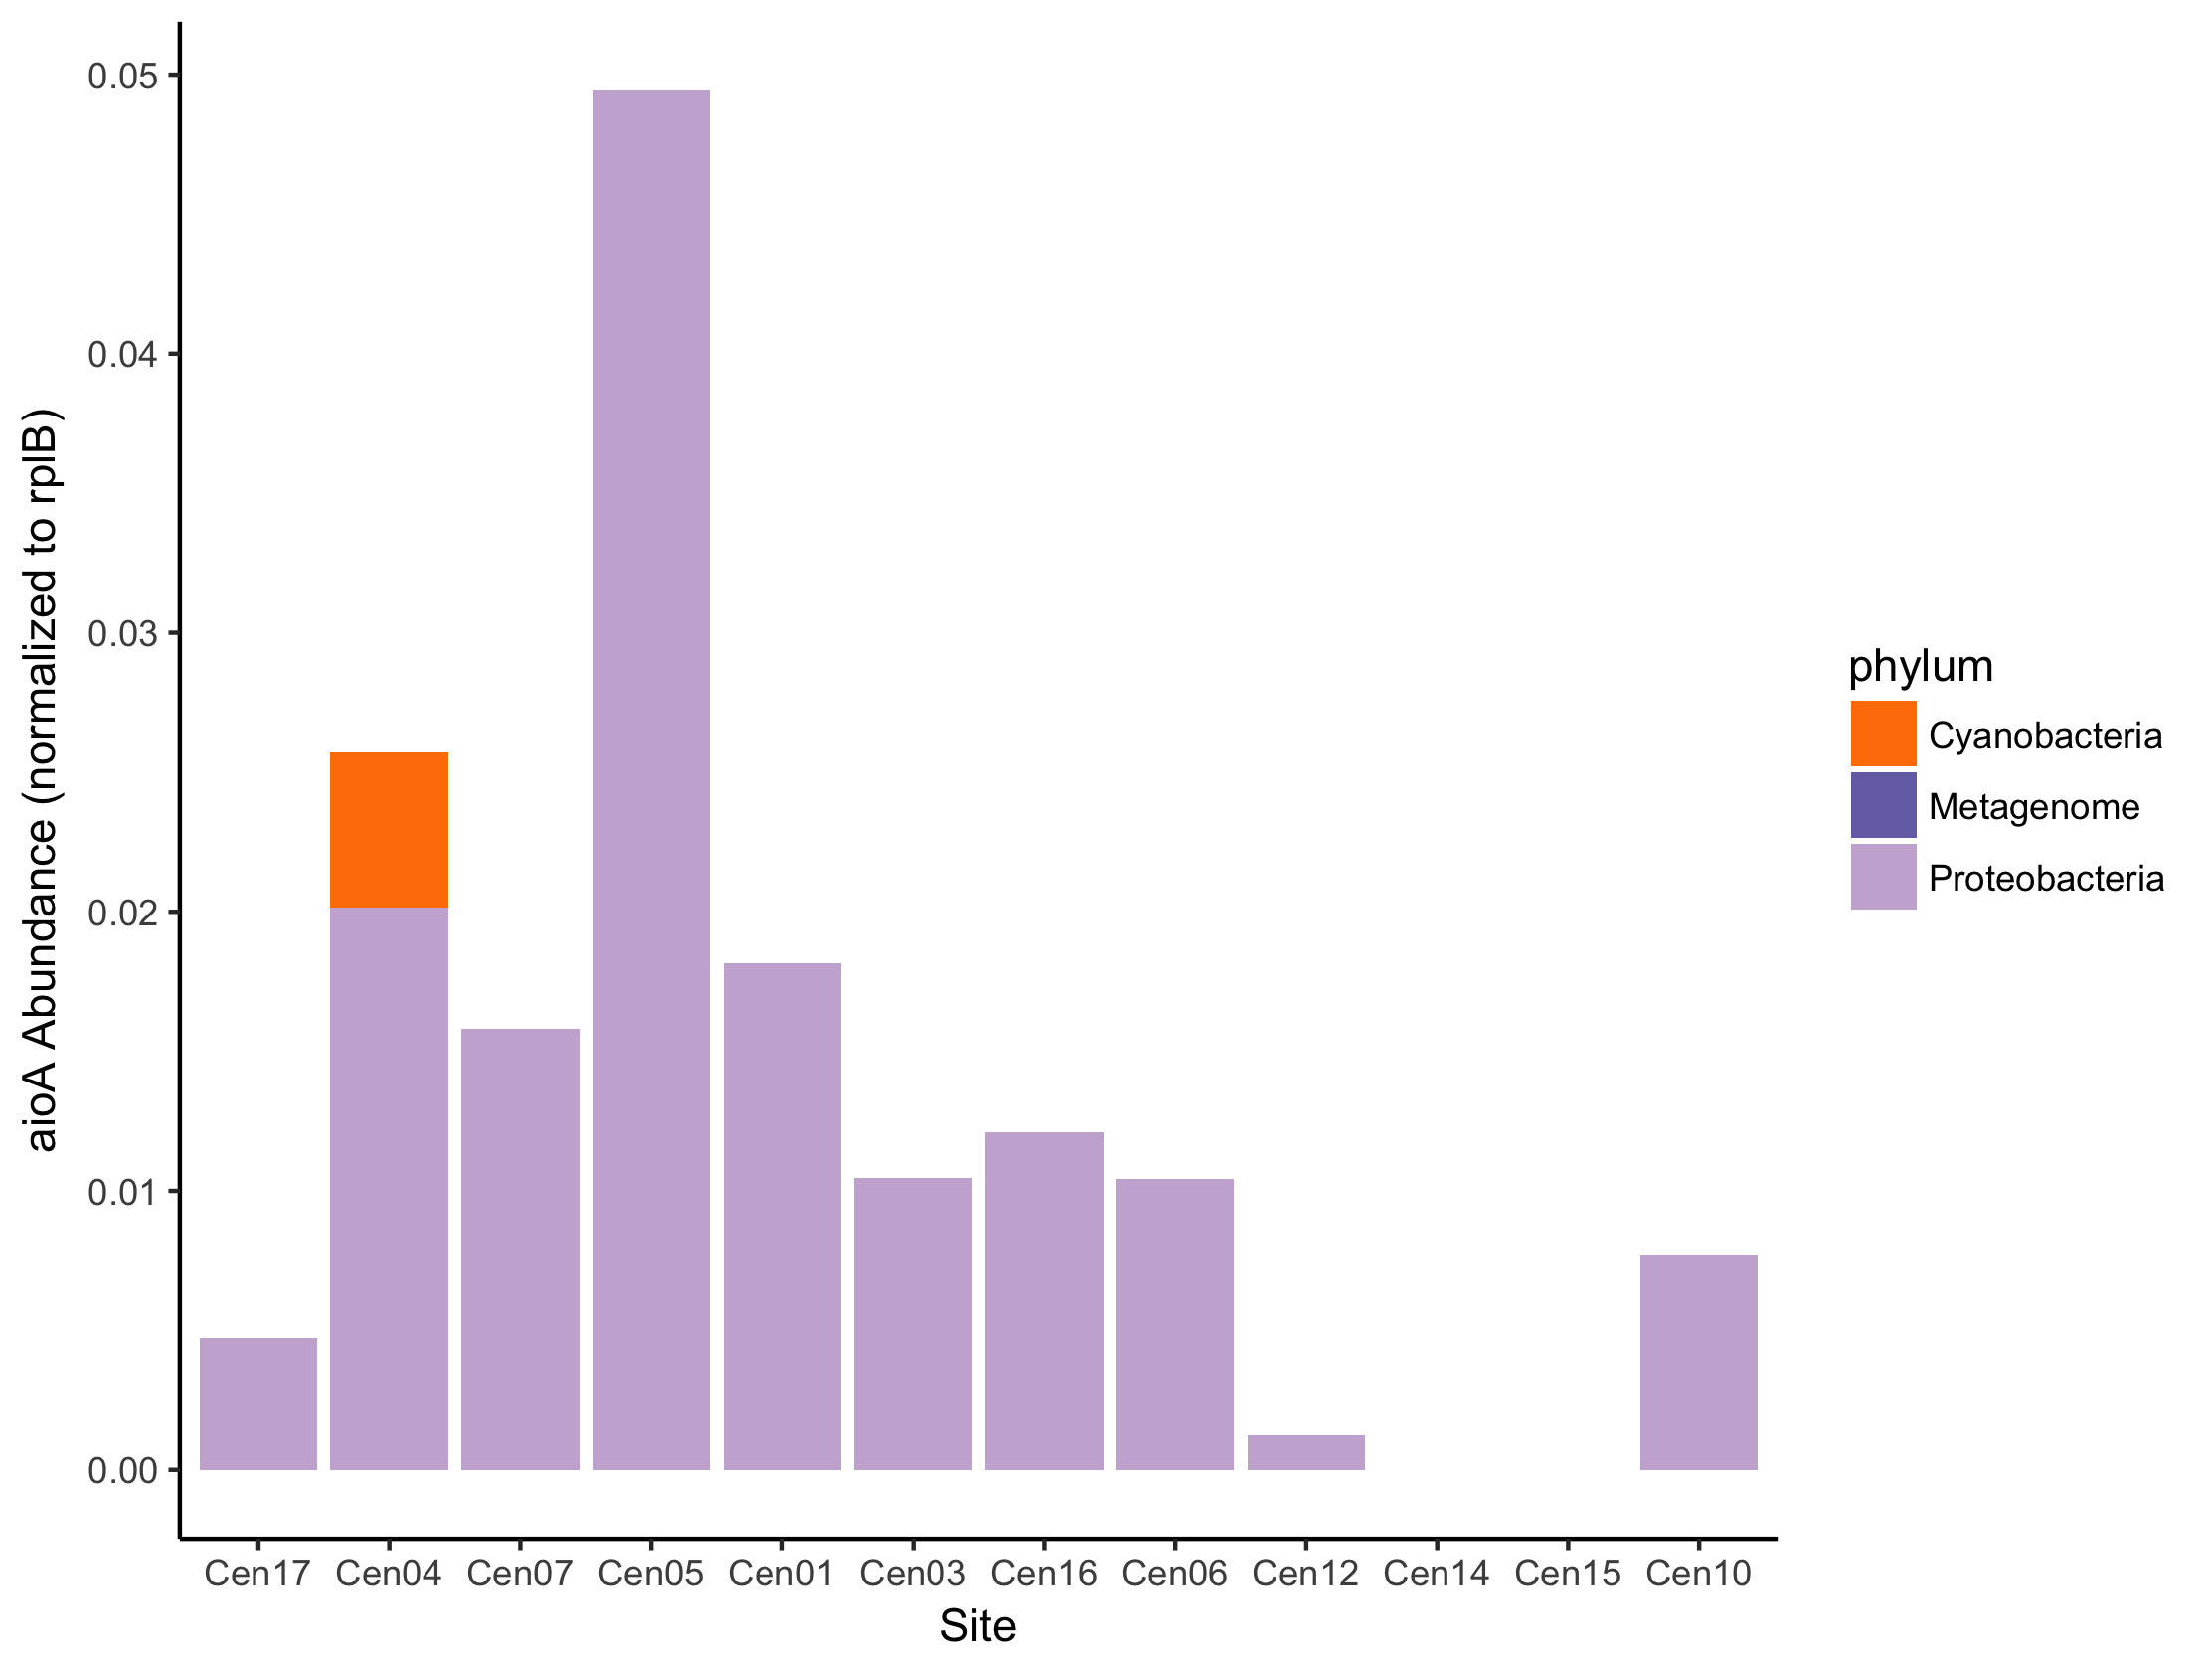 aioA Abundance (normalized to rplB)
0.05
0.04
0.03
0.02
0.01
0.00
Cen17 Cen04 Cen07 Cen05 Cen01 Cen03 Cen16 Cen06 Cen12 Cen14 Cen15 Cen10
Site
phylum
Cyanobacteria
Metagenome
Proteobacteria